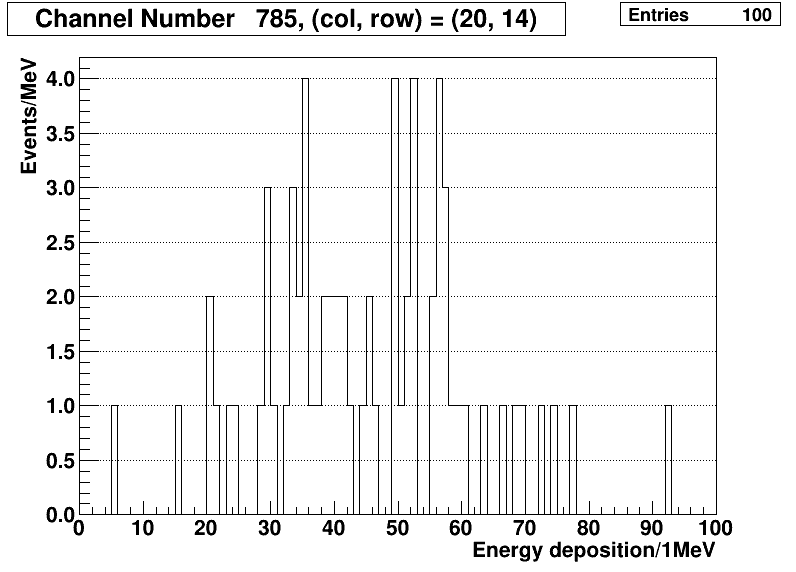 Channel Number 785, (col, row) = (20, 14)
Entries 100
Events/MeV
4.0
3.5
3.0
2.5
2.0
1.5
1.0
0.5
0.0
0 10 20 30 40 50 60 70 80 90 100
Energy deposition/1MeV